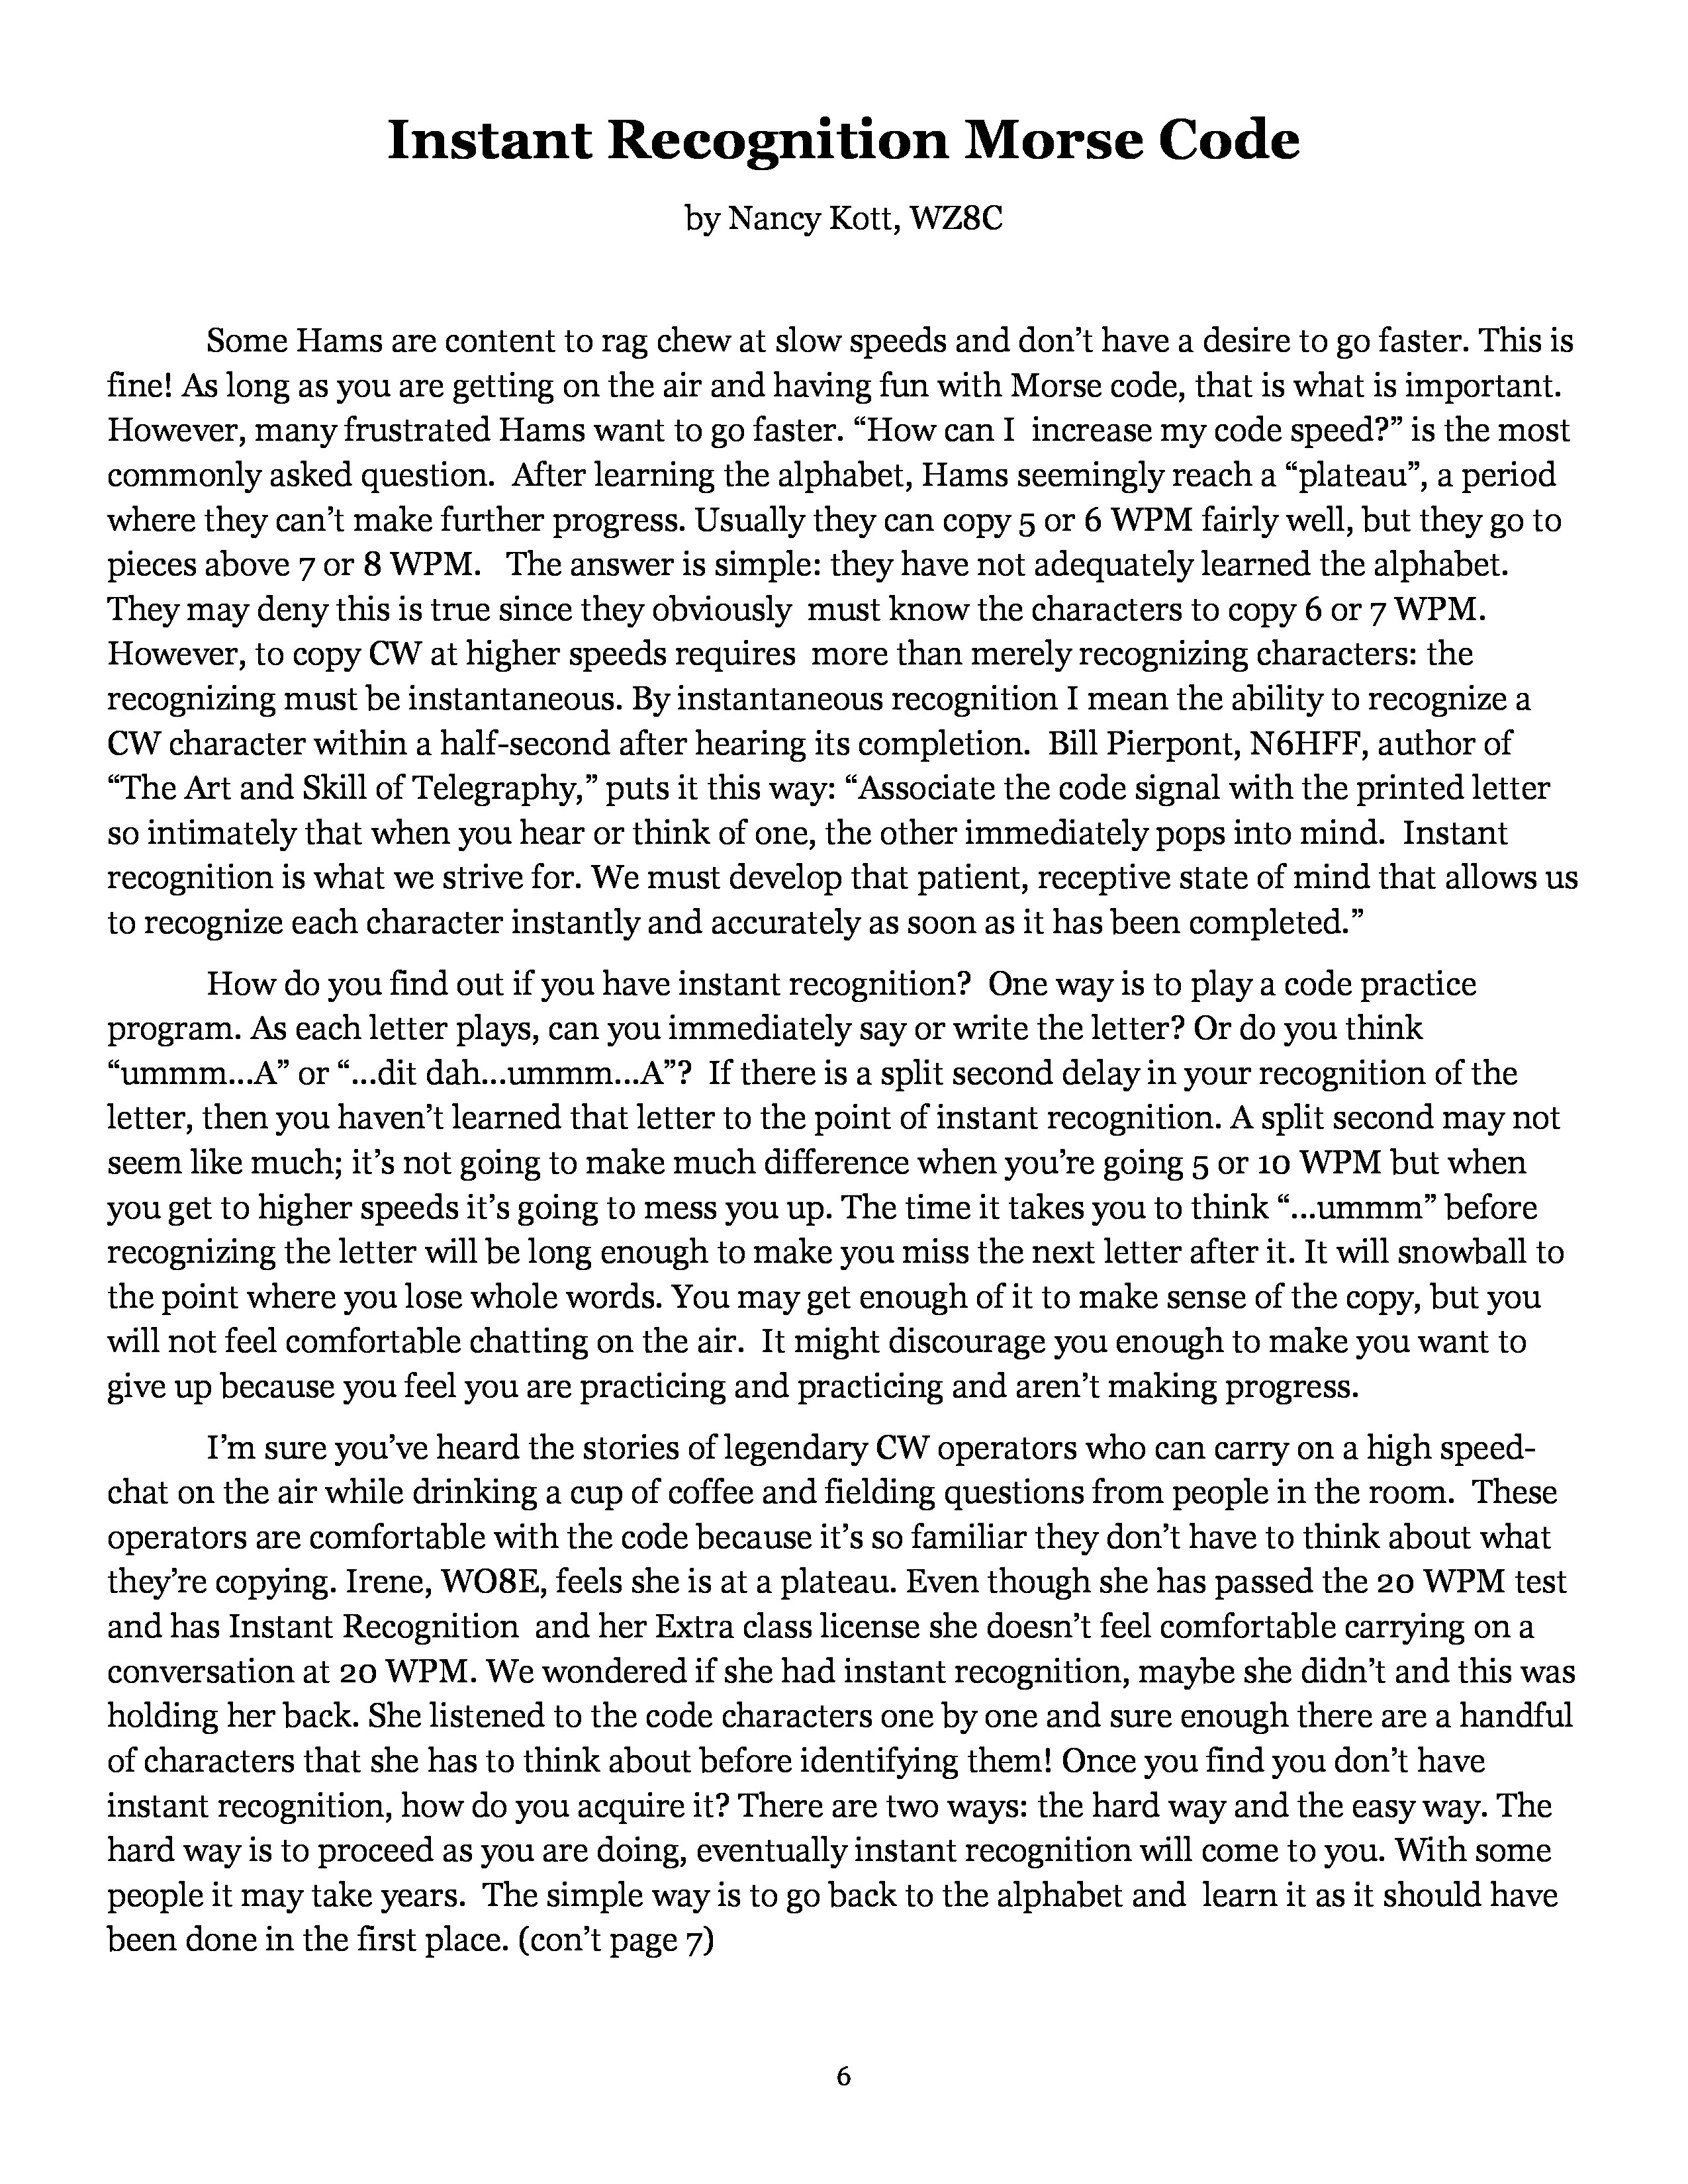 Instant Recognition Morse Code
by Nancy Kott, WZ8C
Some Hams are content to rag chew at slow speeds and don’t have a desire to go faster. This is
fine! As long as you are getting on the air and having fun with Morse code, that is what is important.
However, many frustrated Hams want to go faster. “How can I  increase my code speed?” is the most
commonly asked question.  After learning the alphabet, Hams seemingly reach a “plateau”, a period
where they can’t make further progress. Usually they can copy 5 or 6 WPM fairly well, but they go to
pieces above 7 or 8 WPM.   The answer is simple: they have not adequately learned the alphabet.
They may deny this is true since they obviously  must know the characters to copy 6 or 7 WPM.
However, to copy CW at higher speeds requires  more than merely recognizing characters: the
recognizing must be instantaneous. By instantaneous recognition I mean the ability to recognize a
CW character within a half-second after hearing its completion.  Bill Pierpont, N6HFF, author of
“The Art and Skill of Telegraphy,” puts it this way: “Associate the code signal with the printed letter
so intimately that when you hear or think of one, the other immediately pops into mind.  Instant
recognition is what we strive for. We must develop that patient, receptive state of mind that allows us
to recognize each character instantly and accurately as soon as it has been completed.”
How do you find out if you have instant recognition?  One way is to play a code practice
program. As each letter plays, can you immediately say or write the letter? Or do you think
“ummm...A” or “...dit dah...ummm...A”?  If there is a split second delay in your recognition of the
letter, then you haven’t learned that letter to the point of instant recognition. A split second may not
seem like much; it’s not going to make much difference when you’re going 5 or 10 WPM but when
you get to higher speeds it’s going to mess you up. The time it takes you to think “...ummm” before
recognizing the letter will be long enough to make you miss the next letter after it. It will snowball to
the point where you lose whole words. You may get enough of it to make sense of the copy, but you
will not feel comfortable chatting on the air.  It might discourage you enough to make you want to
give up because you feel you are practicing and practicing and aren’t making progress.
I’m sure you’ve heard the stories of legendary CW operators who can carry on a high speed-
chat on the air while drinking a cup of coffee and fielding questions from people in the room.  These
operators are comfortable with the code because it’s so familiar they don’t have to think about what
they’re copying. Irene, WO8E, feels she is at a plateau. Even though she has passed the 20 WPM test
and has Instant Recognition  and her Extra class license she doesn’t feel comfortable carrying on a
conversation at 20 WPM. We wondered if she had instant recognition, maybe she didn’t and this was
holding her back. She listened to the code characters one by one and sure enough there are a handful
of characters that she has to think about before identifying them! Once you find you don’t have
instant recognition, how do you acquire it? There are two ways: the hard way and the easy way. The
hard way is to proceed as you are doing, eventually instant recognition will come to you. With some
people it may take years.  The simple way is to go back to the alphabet and  learn it as it should have
been done in the first place. (con’t page 7)
6